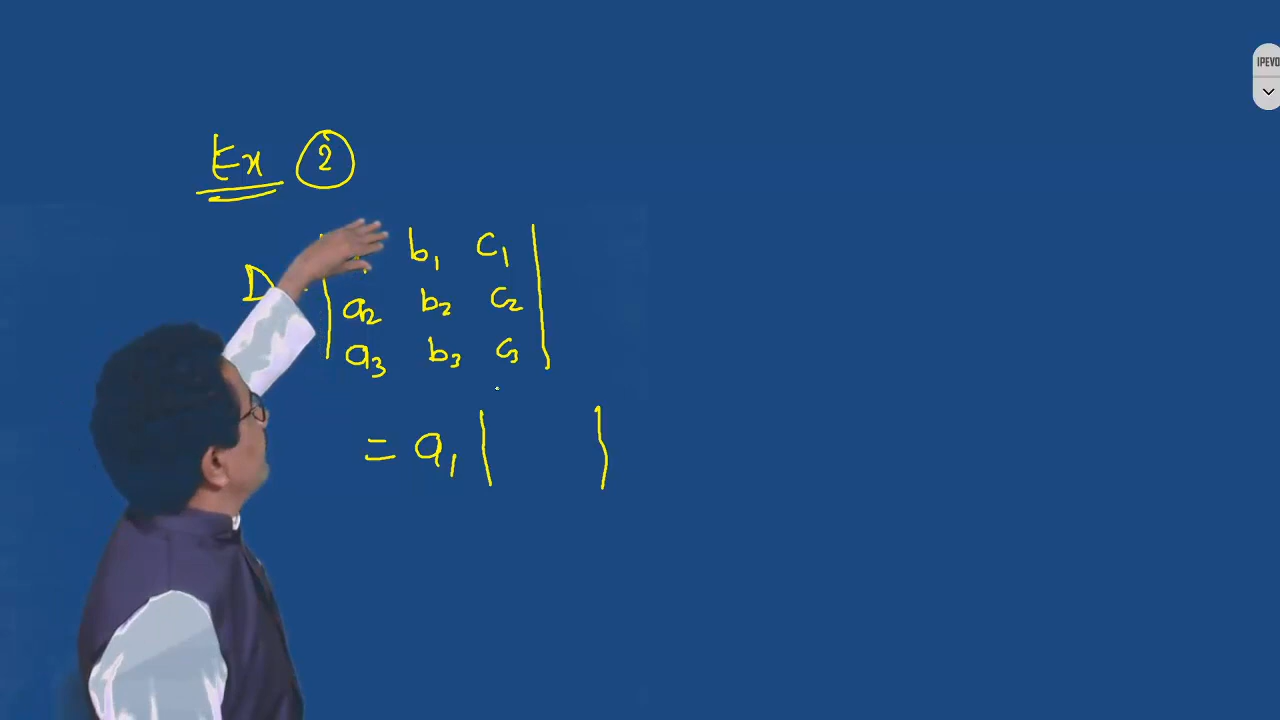 Ex 2
D b1 c1
a2 b2 c2
a3 b3 c3
= a1
IPEVO